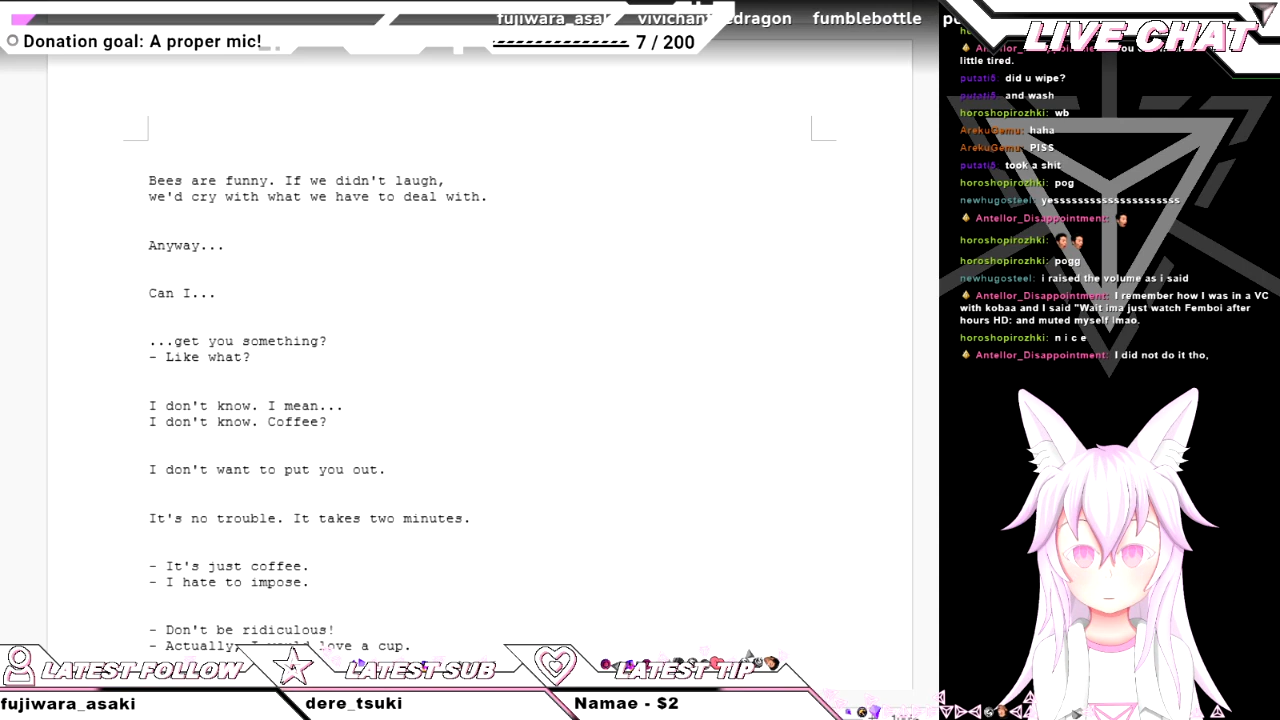 fujiwara_asaki vivichan dragon fumblebottle
Donation goal: A proper mic!
7 / 200
Bees are funny. If we didn't laugh,
we'd cry with what we have to deal with.
Anyway...
Can I...
...get you something?
- Like what?
I don't know. I mean...
I don't know. Coffee?
I don't want to put you out.
It's no trouble. It takes two minutes.
- It's just coffee.
- I hate to impose.
- Don't be ridiculous!
- Actually, I would love a cup.
LATEST FOLLOW
fujiwara_asaki
LATEST SUB
dere_tsuki
LATEST TIP
Namae - $2
LIVE CHAT
little tired.
putati5: did u wipe?
putati5: and wash
horoshopirozhki: wb
ArekuGemu: haha
ArekuGemu: PISS
putati5: took a shit
horoshopirozhki: pog
newhugosteel: yesssssssssssssssssssss
Antellor_Disappointment:
horoshopirozhki:
horoshopirozhki: pogg
newhugosteel: i raised the volume as i said
Antellor_Disappointment: I remember how I was in a VC
with kobaa and I said "Wait ima just watch Femboi after
hours HD: and muted myself lmao.
horoshopirozhki: n i c e
Antellor_Disappointment: I did not do it tho,